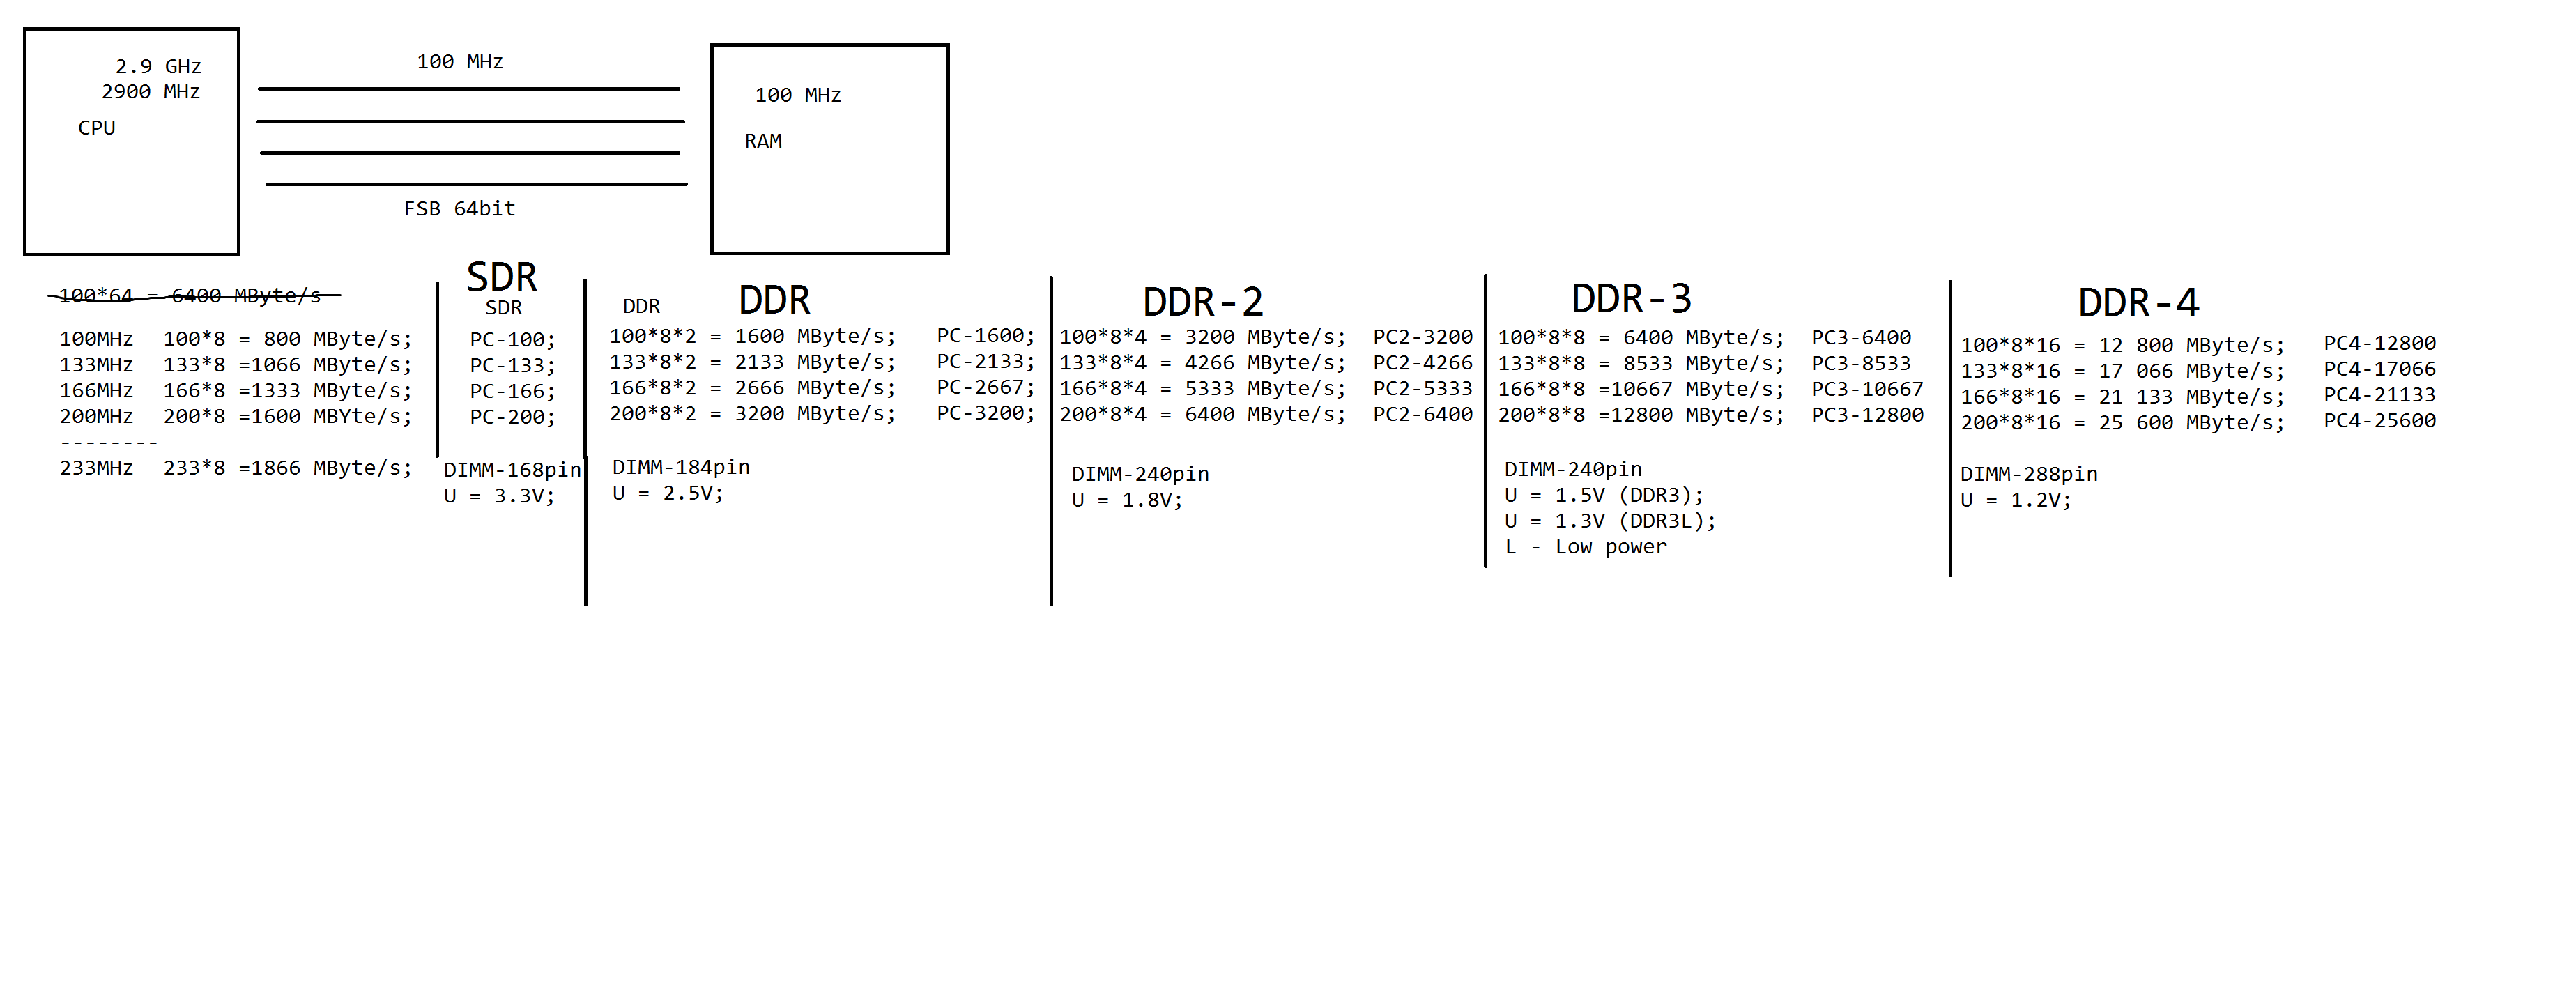 2.9 GHz
2900 MHz
CPU
100 MHz
FSB 64bit
100 MHz
RAM
100*64 = 6400 MByte/s
100MHz 100*8 = 800 MByte/s;
133MHz 133*8 =1066 MByte/s;
166MHz 166*8 =1333 MByte/s;
200MHz 200*8 =1600 MBYte/s;
--------
233MHz 233*8 =1866 MByte/s;
SDR
SDR
PC-100;
PC-133;
PC-166;
PC-200;
DIMM-168pin
U = 3.3V;
DDR
DDR
100*8*2 = 1600 MByte/s; PC-1600;
133*8*2 = 2133 MByte/s; PC-2133;
166*8*2 = 2666 MByte/s; PC-2667;
200*8*2 = 3200 MByte/s; PC-3200;
DIMM-184pin
U = 2.5V;
DDR-2
100*8*4 = 3200 MByte/s; PC2-3200
133*8*4 = 4266 MByte/s; PC2-4266
166*8*4 = 5333 MByte/s; PC2-5333
200*8*4 = 6400 MByte/s; PC2-6400
DIMM-240pin
U = 1.8V;
DDR-3
100*8*8 = 6400 MByte/s; PC3-6400
133*8*8 = 8533 MByte/s; PC3-8533
166*8*8 =10667 MByte/s; PC3-10667
200*8*8 =12800 MByte/s; PC3-12800
DIMM-240pin
U = 1.5V (DDR3);
U = 1.3V (DDR3L);
L - Low power
DDR-4
100*8*16 = 12 800 MByte/s; PC4-12800
133*8*16 = 17 066 MByte/s; PC4-17066
166*8*16 = 21 133 MByte/s; PC4-21133
200*8*16 = 25 600 MByte/s; PC4-25600
DIMM-288pin
U = 1.2V;